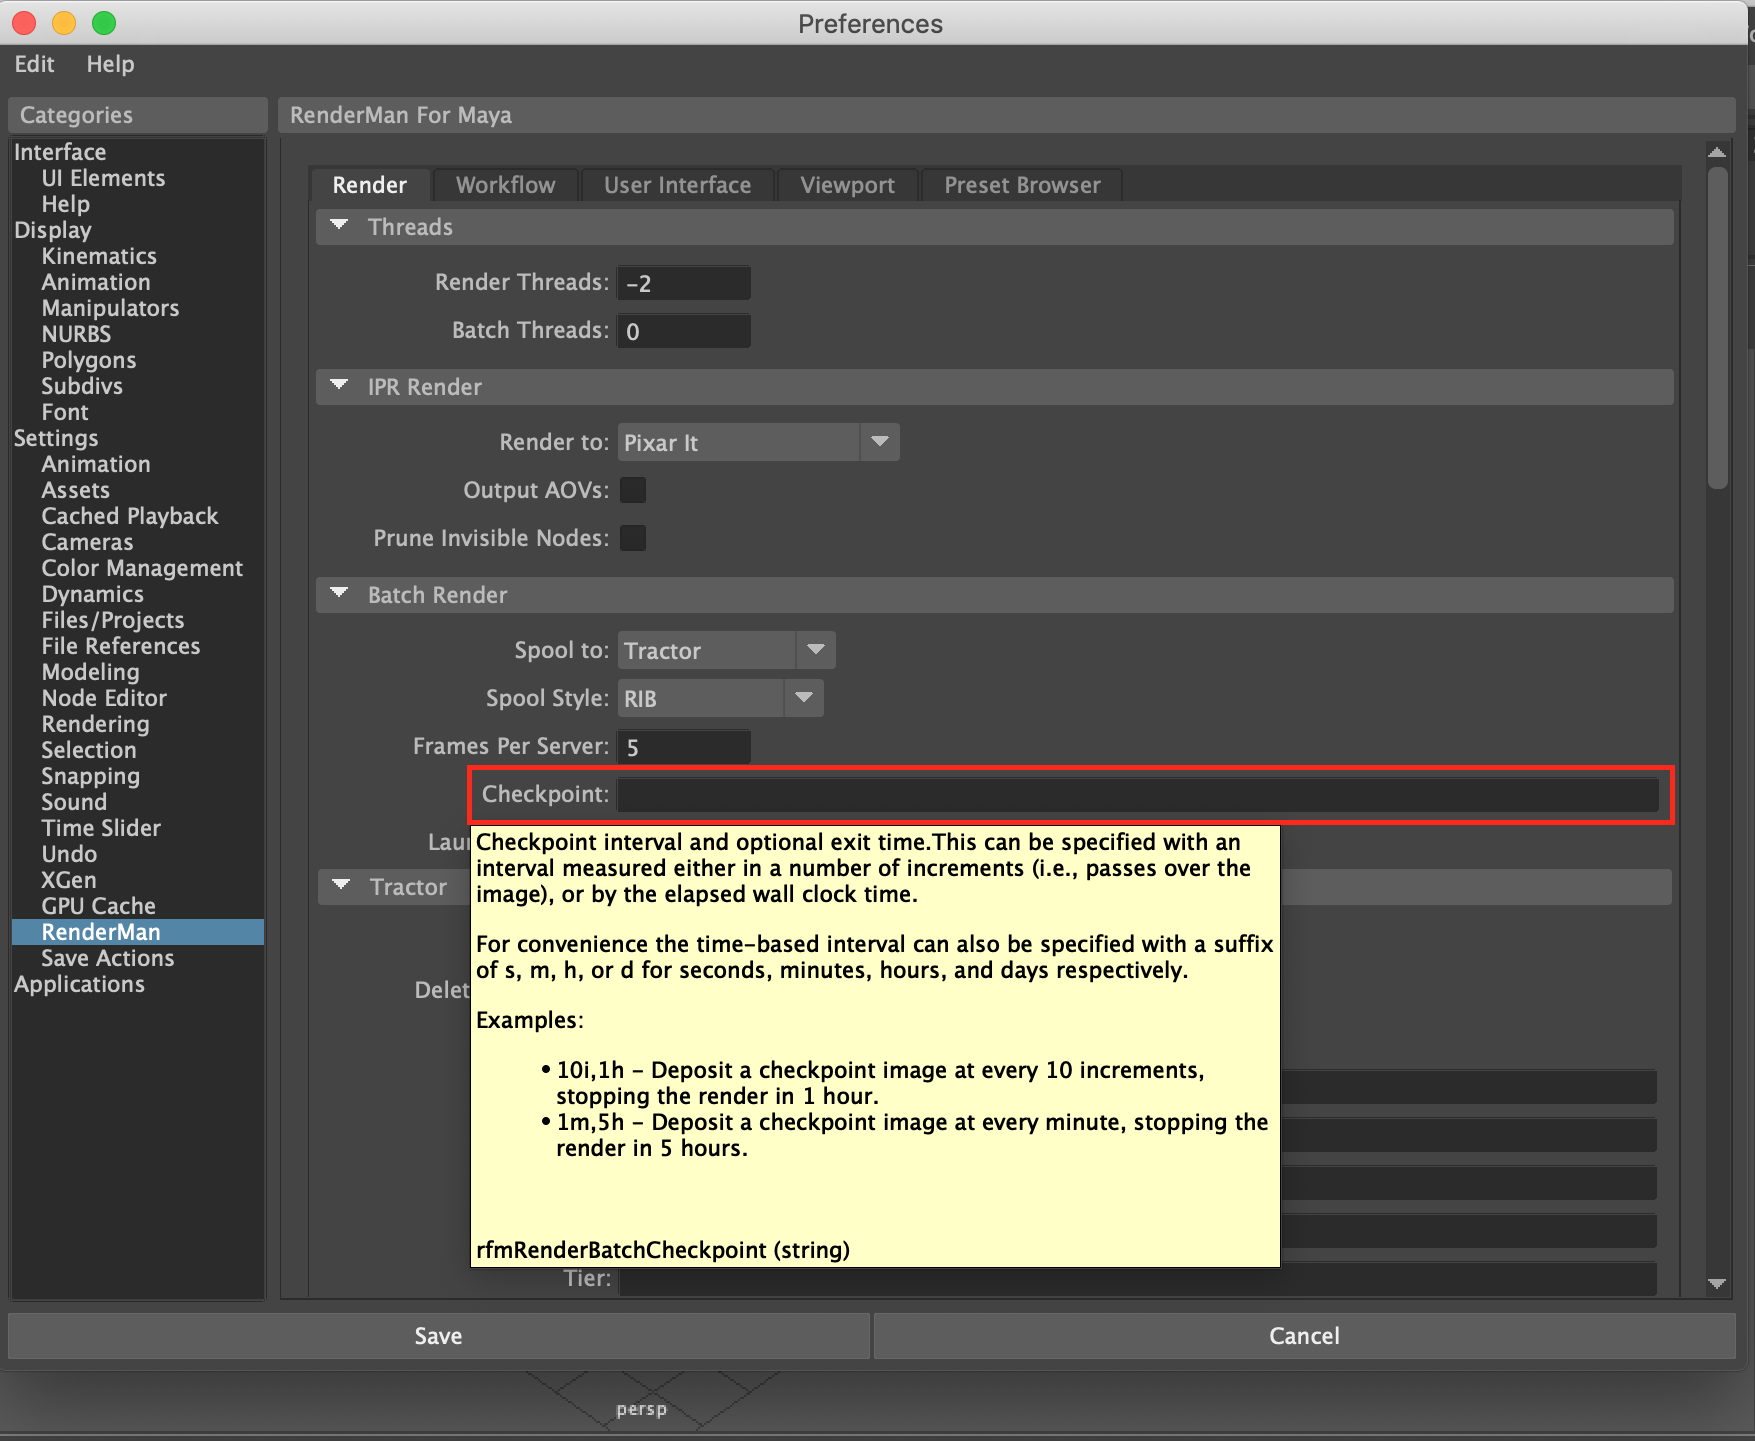 Preferences
Edit Help
Categories
RenderMan For Maya
Interface
UI Elements
Help
Display
Kinematics
Animation
Manipulators
NURBS
Polygons
Subdivs
Font
Settings
Animation
Assets
Cached Playback
Cameras
Color Management
Dynamics
Files/Projects
File References
Modeling
Node Editor
Rendering
Selection
Snapping
Sound
Time Slider
Undo
XGen
GPU Cache
RenderMan
Save Actions
Applications
Render Workflow User Interface Viewport Preset Browser
Threads
Render Threads: -2
Batch Threads: 0
IPR Render
Render to: Pixar It
Output AOVs:
Prune Invisible Nodes:
Batch Render
Spool to: Tractor
Spool Style: RIB
Frames Per Server: 5
Checkpoint:
Tractor
Checkpoint interval and optional exit time.This can be specified with an
interval measured either in a number of increments (i.e., passes over the
image), or by the elapsed wall clock time.
For convenience the time-based interval can also be specified with a suffix
of s, m, h, or d for seconds, minutes, hours, and days respectively.
Examples:
• 10i,1h - Deposit a checkpoint image at every 10 increments,
stopping the render in 1 hour.
• 1m,5h - Deposit a checkpoint image at every minute, stopping the
render in 5 hours.
rfmRenderBatchCheckpoint (string)
Tier:
Save
Cancel
persp